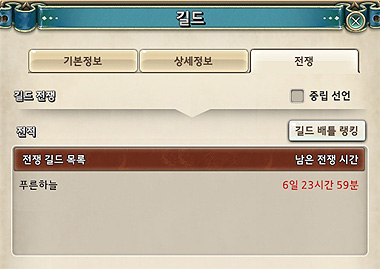 길드
기본정보 상세정보 전쟁
길드 전쟁 중립 선언
전적 길드 배틀 랭킹
전쟁 길드 목록 남은 전쟁 시간
푸른하늘 6일 23시간 59분